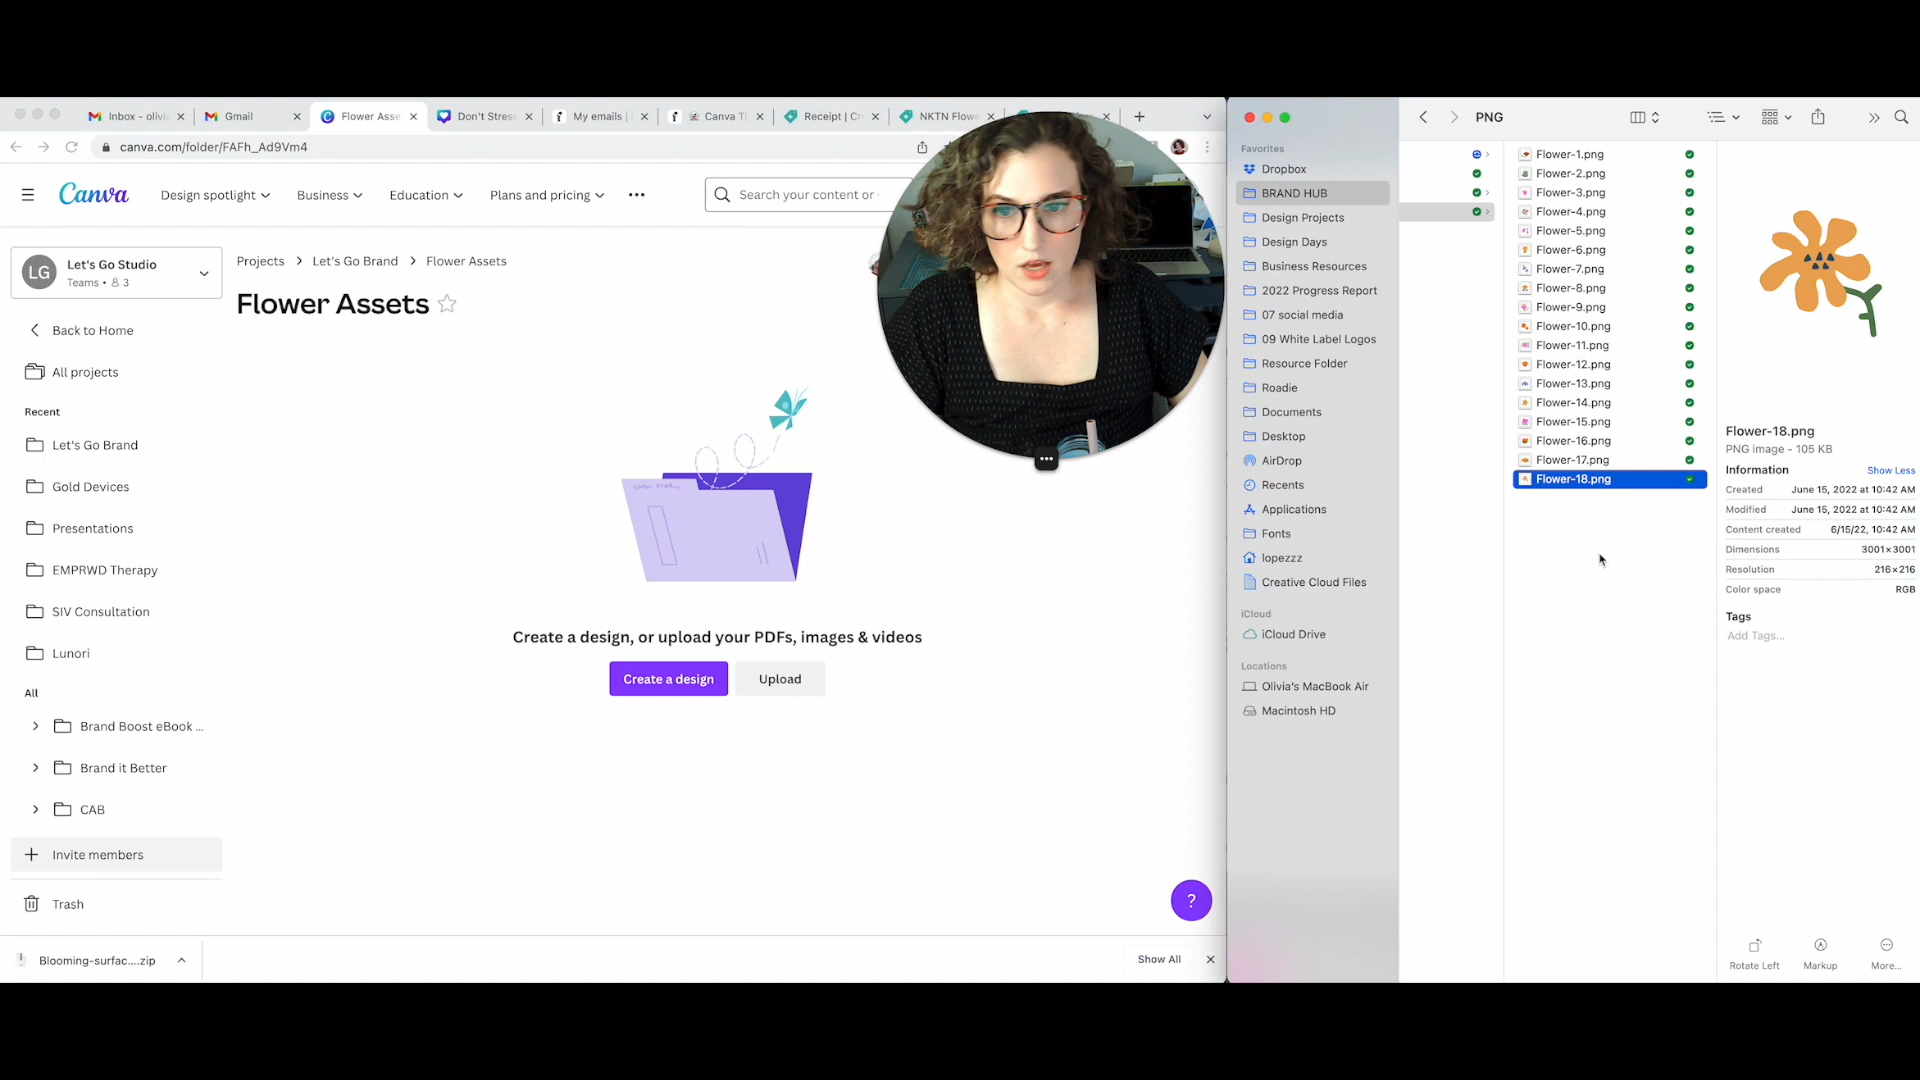 Inbox - olivi
Gmail
Flower Asse
Don't Stress
My emails |
Canva T
Receipt | Cr
NKTN Flow
canva.com/folder/FAFh_Ad9Vm4
Canva
Design spotlight
Business
Education
Plans and pricing
Search your content or
LG
Let's Go Studio
Teams • 3
Back to Home
All projects
Recent
Let's Go Brand
Gold Devices
Presentations
EMPRWD Therapy
SIV Consultation
Lunori
All
Brand Boost eBook ...
Brand it Better
CAB
Invite members
Trash
Projects > Let's Go Brand > Flower Assets
Flower Assets
Create a design, or upload your PDFs, images & videos
Create a design
Upload
?
Blooming-surfac....zip
Show All
PNG
Favorites
Dropbox
BRAND HUB
Design Projects
Design Days
Business Resources
2022 Progress Report
07 social media
09 White Label Logos
Resource Folder
Roadie
Documents
Desktop
AirDrop
Recents
Applications
Fonts
lopezzz
Creative Cloud Files
iCloud
iCloud Drive
Locations
Olivia's MacBook Air
Macintosh HD
Flower-1.png
Flower-2.png
Flower-3.png
Flower-4.png
Flower-5.png
Flower-6.png
Flower-7.png
Flower-8.png
Flower-9.png
Flower-10.png
Flower-11.png
Flower-12.png
Flower-13.png
Flower-14.png
Flower-15.png
Flower-16.png
Flower-17.png
Flower-18.png
Flower-18.png
PNG image - 105 KB
Information
Show Less
Created June 15, 2022 at 10:42 AM
Modified June 15, 2022 at 10:42 AM
Content created 6/15/22, 10:42 AM
Dimensions 3001×3001
Resolution 216×216
Color space RGB
Tags
Add Tags...
Rotate Left
Markup
More...